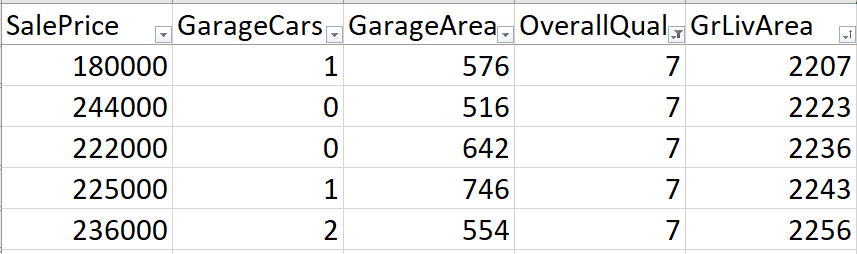 SalePrice GarageCars GarageArea OverallQual GrLivArea
180000 1 576 7 2207
244000 0 516 7 2223
222000 0 642 7 2236
225000 1 746 7 2243
236000 2 554 7 2256